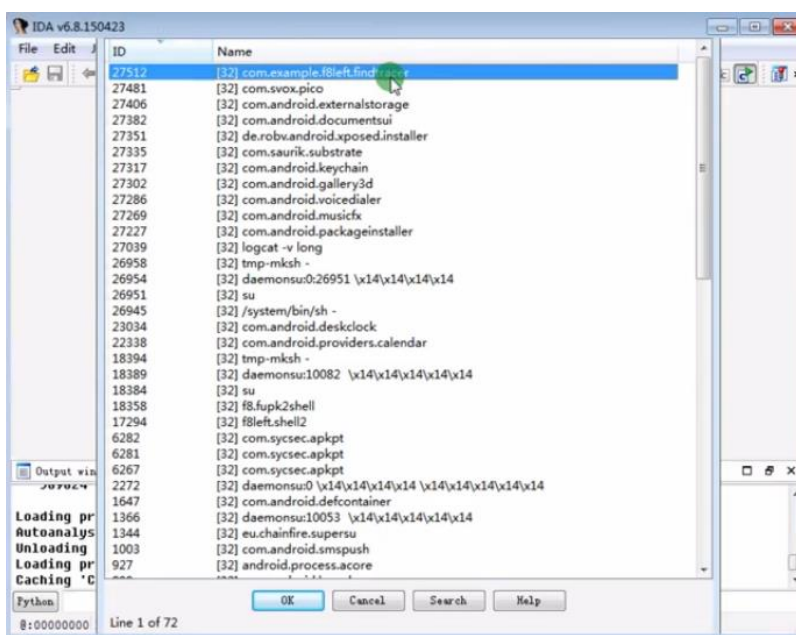 IDA v6.8.150423
File Edit J
ID Name
27512 [32] com.example.f8left.findtracer
27481 [32] com.svox.pico
27406 [32] com.android.externalstorage
27382 [32] com.android.documentsui
27351 [32] de.robv.android.xposed.installer
27335 [32] com.saurik.substrate
27317 [32] com.android.keychain
27302 [32] com.android.gallery3d
27286 [32] com.android.voicedialer
27269 [32] com.android.musicfx
27227 [32] com.android.packageinstaller
27039 [32] logcat -v long
26958 [32] tmp-mksh -
26954 [32] daemonsu:0:26951 \x14\x14\x14\x14
26951 [32] su
26945 [32] /system/bin/sh -
23034 [32] com.android.deskclock
22338 [32] com.android.providers.calendar
18394 [32] tmp-mksh -
18389 [32] daemonsu:10082 \x14\x14\x14\x14\x14
18384 [32] su
18358 [32] f8.fupk2shell
17294 [32] f8left.shell2
6282 [32] com.sycsec.apkpt
6281 [32] com.sycsec.apkpt
6267 [32] com.sycsec.apkpt
2272 [32] daemonsu:0 \x14\x14\x14\x14 \x14\x14\x14\x14\x14
1647 [32] com.android.defcontainer
1366 [32] daemonsu:10053 \x14\x14\x14\x14\x14
1344 [32] eu.chainfire.supersu
1003 [32] com.android.smspush
927 [32] android.process.acore
Output win
Loading pr
Autoanalys
Unloading
Loading pr
Caching 'C
Python
OK Cancel Search Help
@:00000000 Line 1 of 72